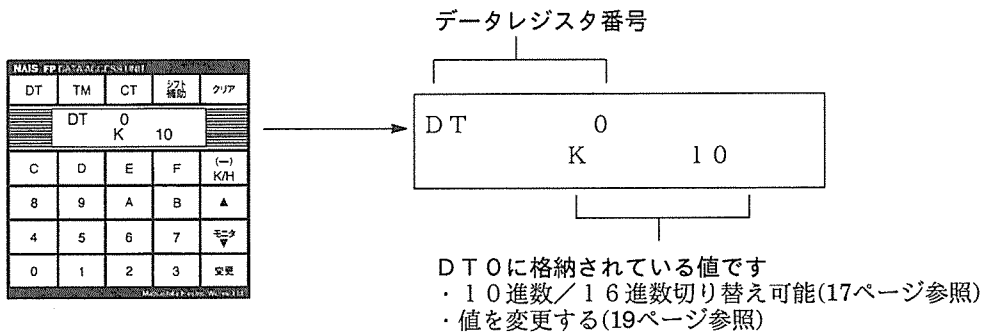 データレジスタ番号
NAIS FP DATA ACCESS UNIT
DT TM CT シフト補助 クリア
DT 0
K 10
C D E F (−) K/H
8 9 A B ▲
4 5 6 7 モニタ▼
0 1 2 3 変更
DT 0
K 10
DT0に格納されている値です
・10進数/16進数切り替え可能(17ページ参照)
・値を変更する(19ページ参照)